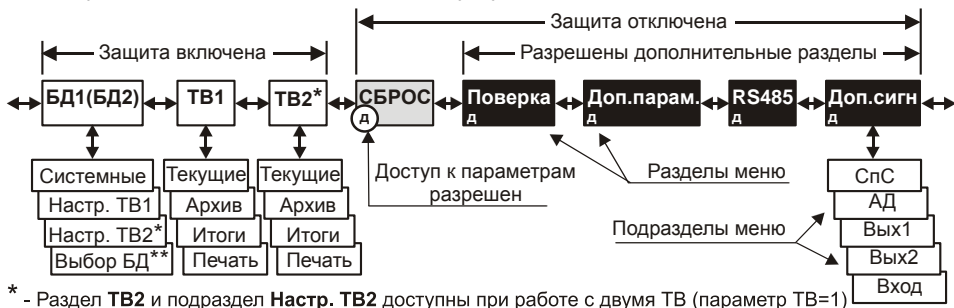 Защита отключена
Защита включена
Разрешены дополнительные разделы
БД1(БД2) ТВ1 ТВ2* СБРОС Поверка Доп.парам. RS485 Доп.сигн
д д д д д
Системные Текущие Текущие Доступ к параметрам разрешен Разделы меню СпС
Настр. ТВ1 Архив Архив АД
Настр. ТВ2* Итоги Итоги Подразделы меню Вых1
Выбор БД** Печать Печать Вых2
Вход
* - Раздел ТВ2 и подраздел Настр. ТВ2 доступны при работе с двумя ТВ (параметр ТВ=1)